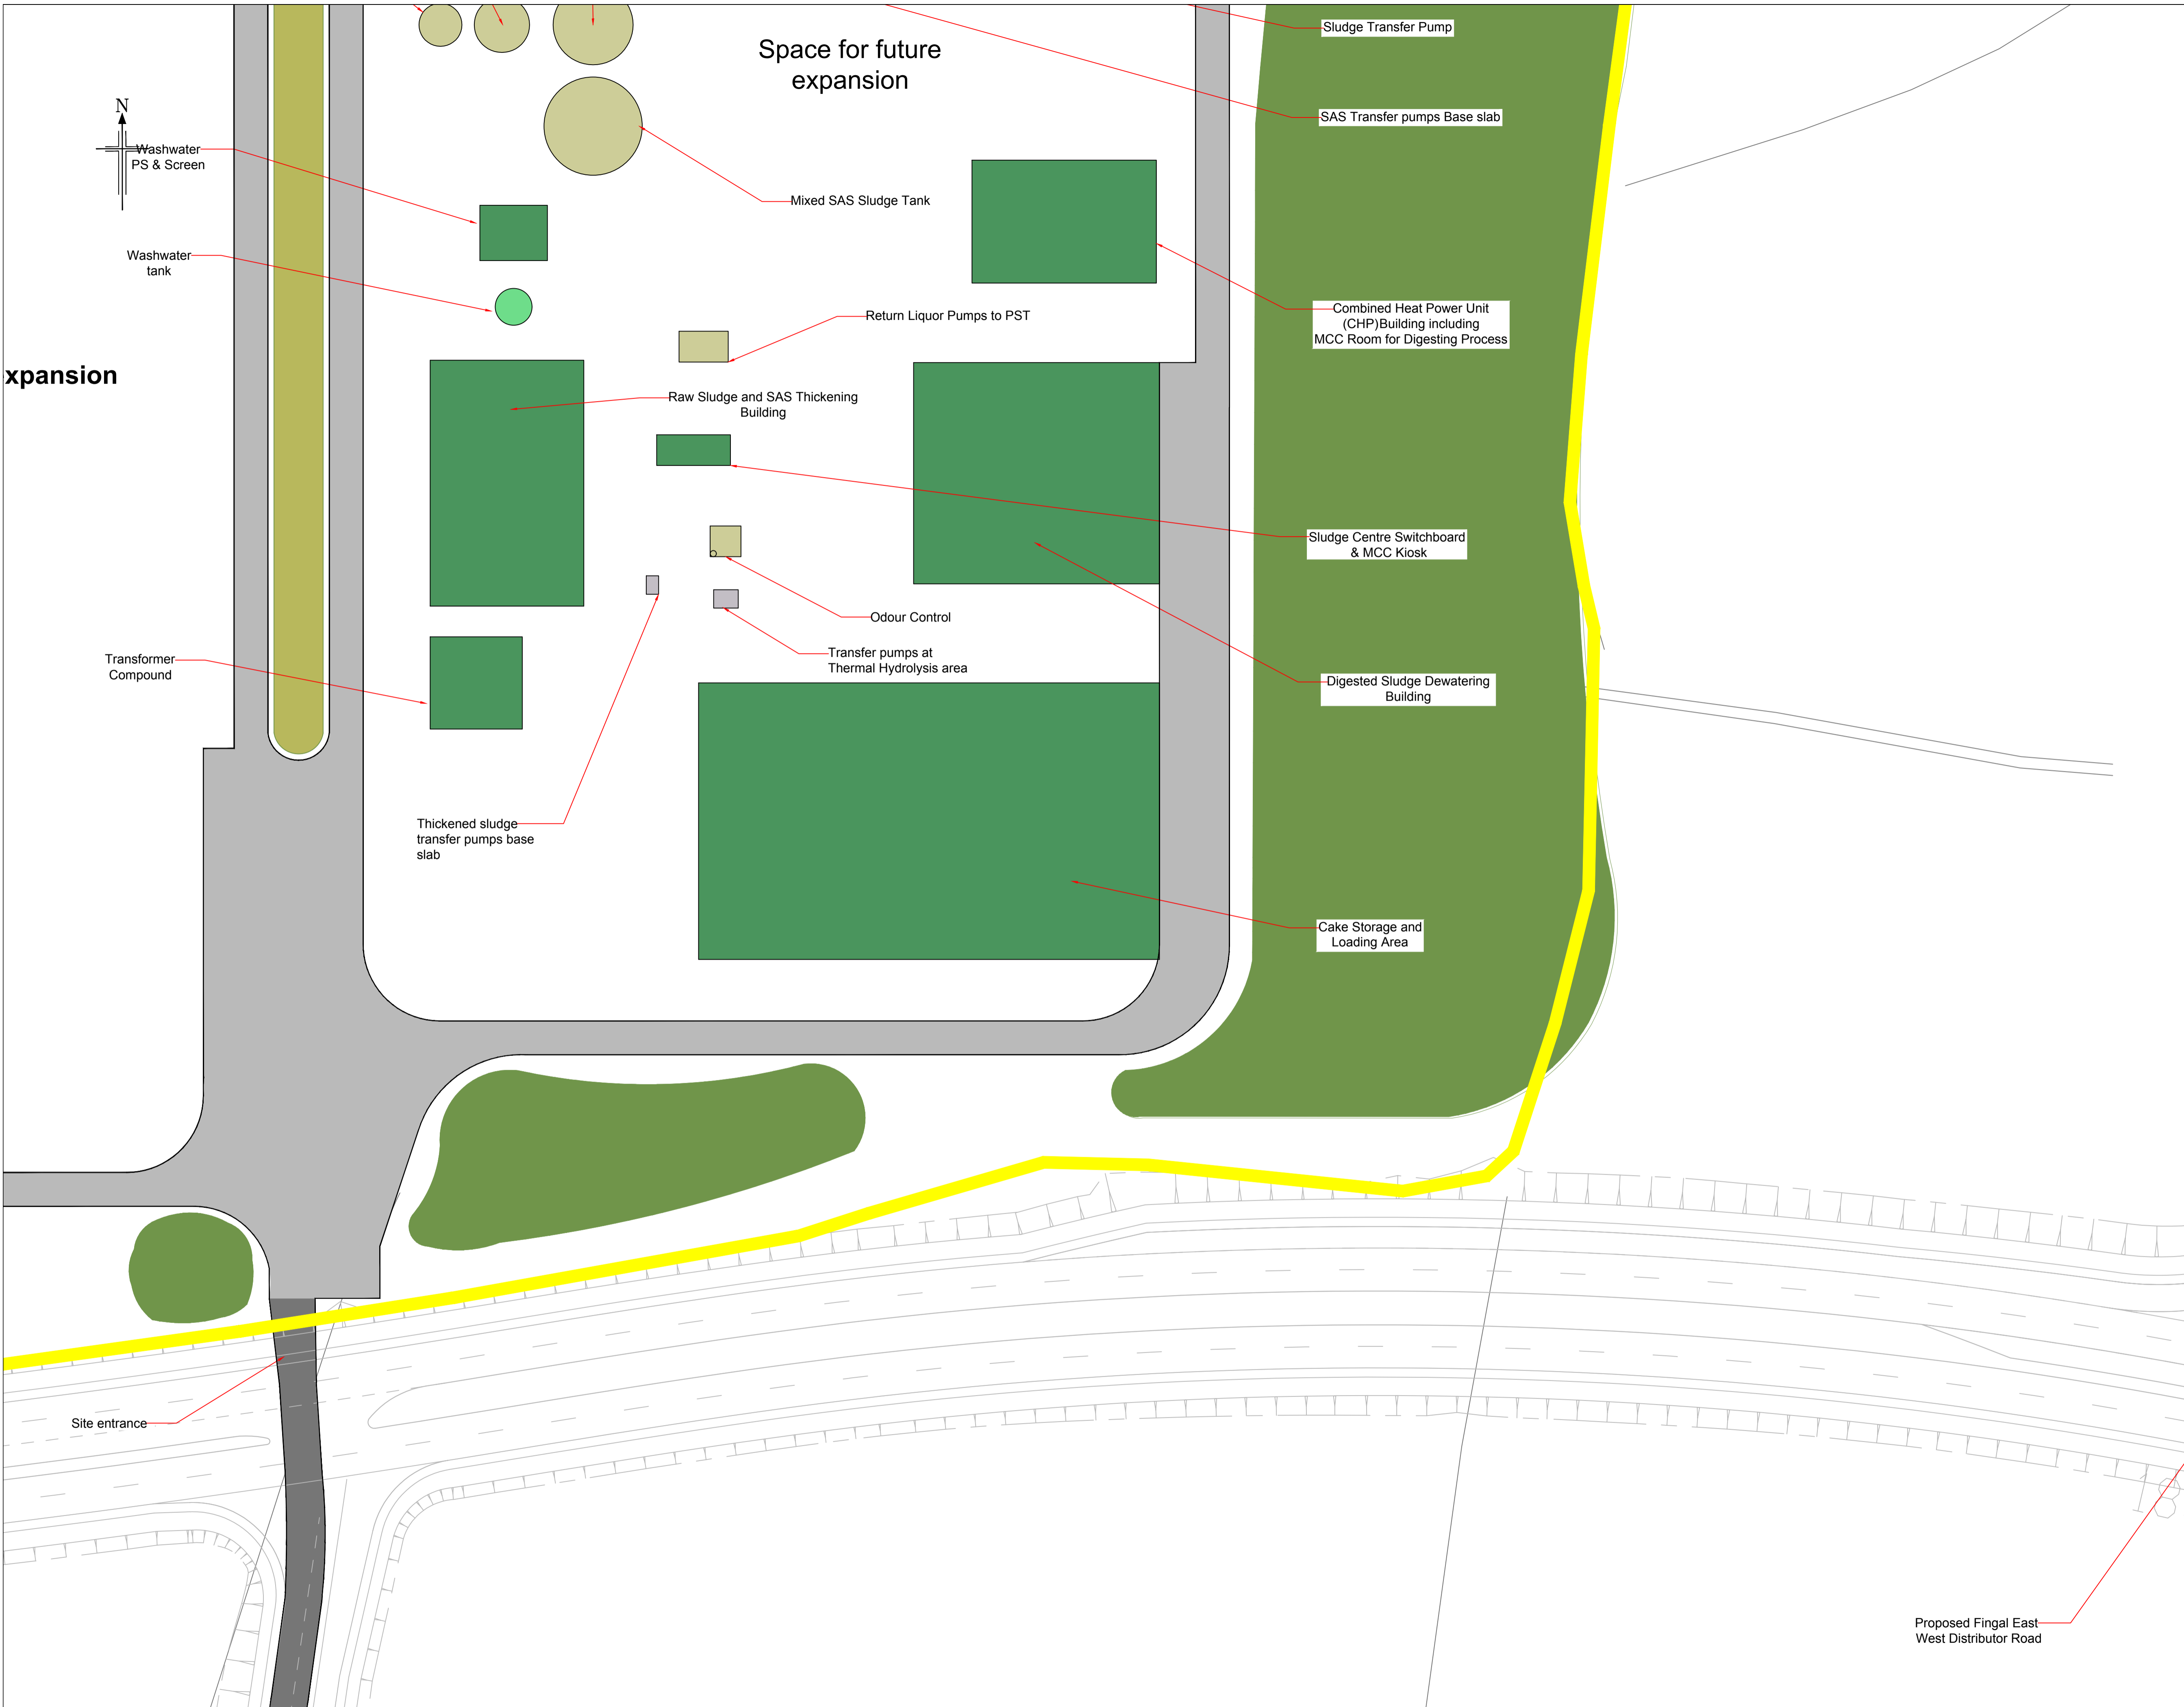 Sludge Transfer Pump
Space for future
expansion
N
SAS Transfer pumps Base slab
Washwater
PS & Screen
Mixed SAS Sludge Tank
Washwater
tank
Combined Heat Power Unit
(CHP)Building including
MCC Room for Digesting Process
Return Liquor Pumps to PST
xpansion
Raw Sludge and SAS Thickening
Building
Sludge Centre Switchboard
& MCC Kiosk
Odour Control
Transfer pumps at
Thermal Hydrolysis area
Transformer
Compound
Digested Sludge Dewatering
Building
Thickened sludge
transfer pumps base
slab
Cake Storage and
Loading Area
Site entrance
Proposed Fingal East
West Distributor Road